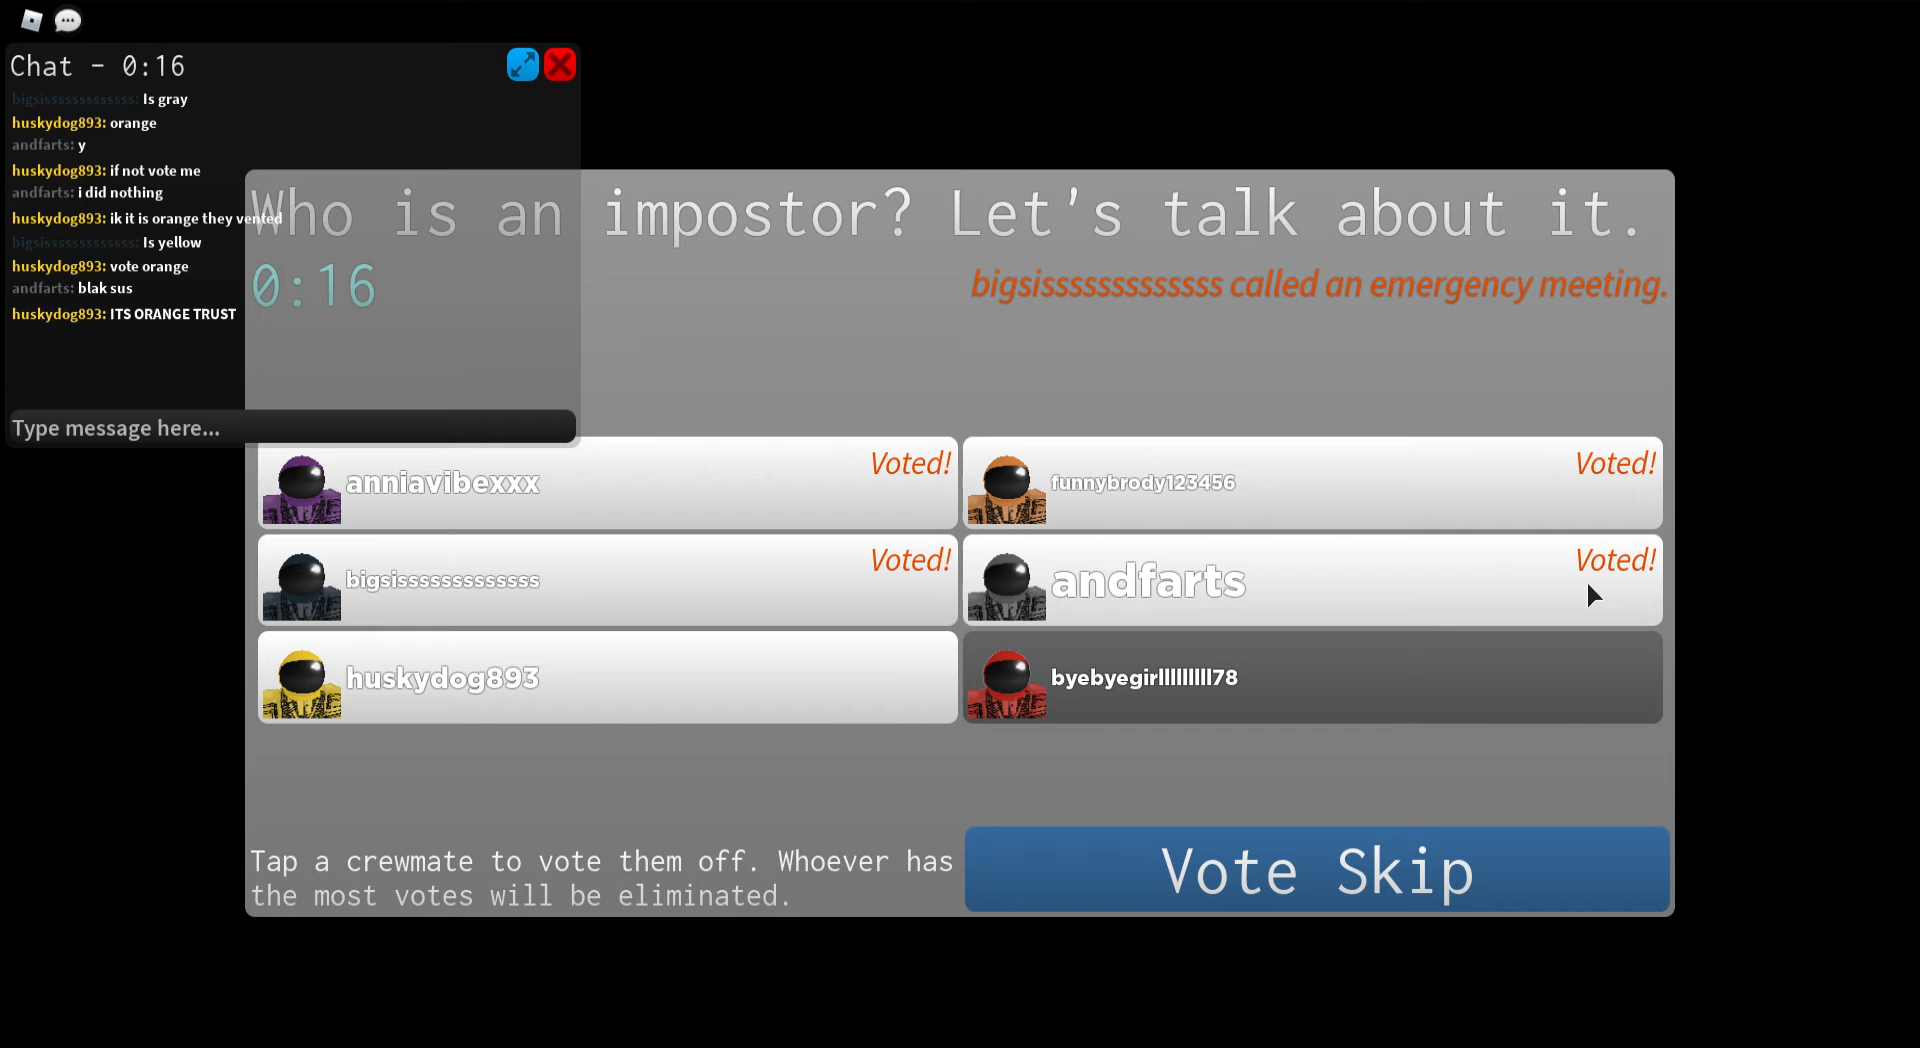 Chat - 0:16
bigsisssssssssssss: Is gray
huskydog893: orange
andfarts: y
huskydog893: if not vote me
andfarts: i did nothing
huskydog893: ik it is orange they vented
bigsisssssssssssss: Is yellow
huskydog893: vote orange
andfarts: blak sus
huskydog893: ITS ORANGE TRUST
Type message here...
Who is an impostor? Let's talk about it.
0:16
bigsisssssssssssss called an emergency meeting.
anniavibexxx
Voted!
funnybrody123456
Voted!
bigsisssssssssssss
Voted!
andfarts
Voted!
huskydog893
byebyegirlllllllll78
Tap a crewmate to vote them off. Whoever has
the most votes will be eliminated.
Vote Skip